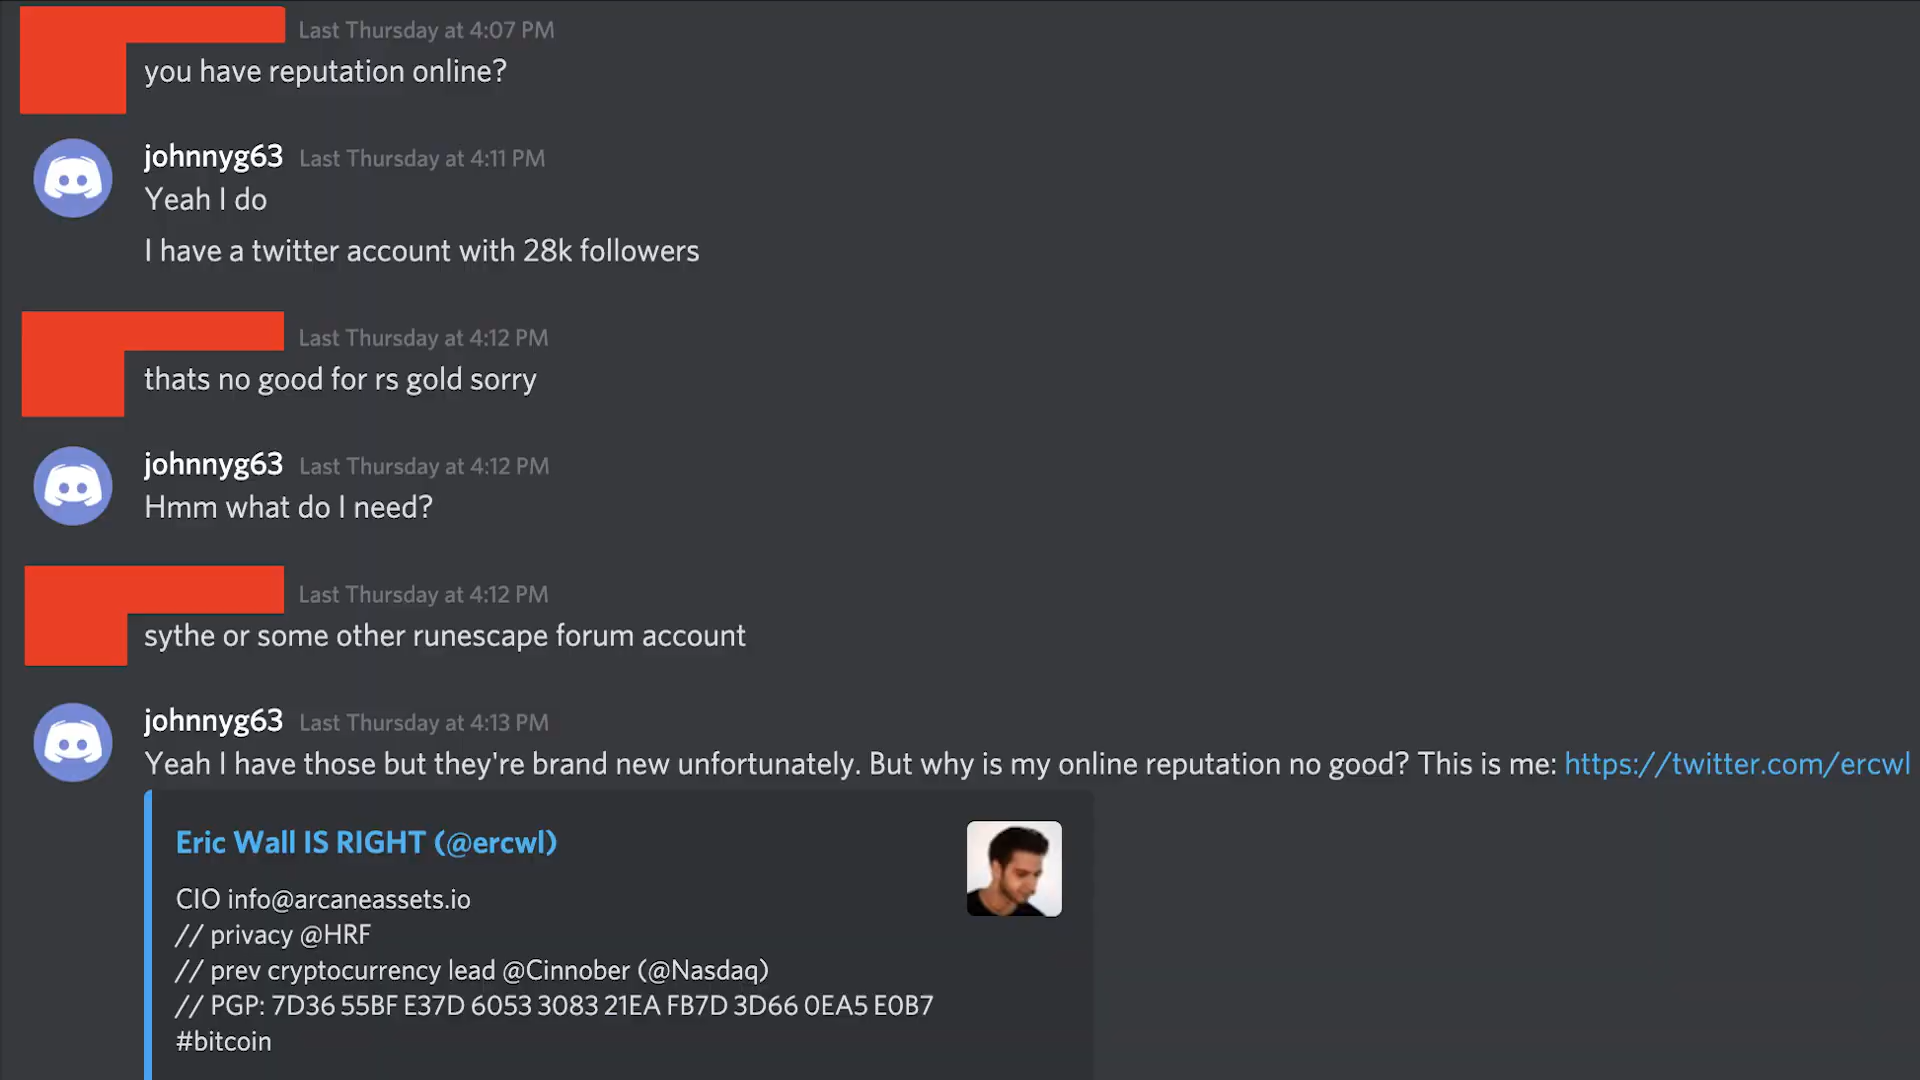 Last Thursday at 4:07 PM
you have reputation online?
johnnyg63 Last Thursday at 4:11 PM
Yeah I do
I have a twitter account with 28k followers
Last Thursday at 4:12 PM
thats no good for rs gold sorry
johnnyg63 Last Thursday at 4:12 PM
Hmm what do I need?
Last Thursday at 4:12 PM
sythe or some other runescape forum account
johnnyg63 Last Thursday at 4:13 PM
Yeah I have those but they're brand new unfortunately. But why is my online reputation no good? This is me: https://twitter.com/ercwl
Eric Wall IS RIGHT (@ercwl)
CIO info@arcaneassets.io
// privacy @HRF
// prev cryptocurrency lead @Cinnober (@Nasdaq)
// PGP: 7D36 55BF E37D 6053 3083 21EA FB7D 3D66 0EA5 E0B7
#bitcoin